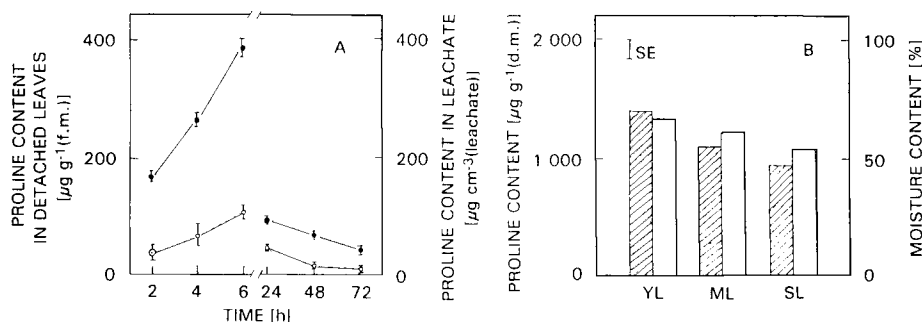 PROLINE CONTENT
IN DETACHED LEAVES
[µg g⁻¹(f.m.)]
400
200
0
A
2 4 6 24 48 72
TIME [h]
400
200
0
PROLINE CONTENT IN LEACHATE
[µg cm⁻³(leachate)]
PROLINE CONTENT [µg g⁻¹(d.m.)]
2 000
1 000
0
SE
B
YL ML SL
100
50
0
MOISTURE CONTENT [%]